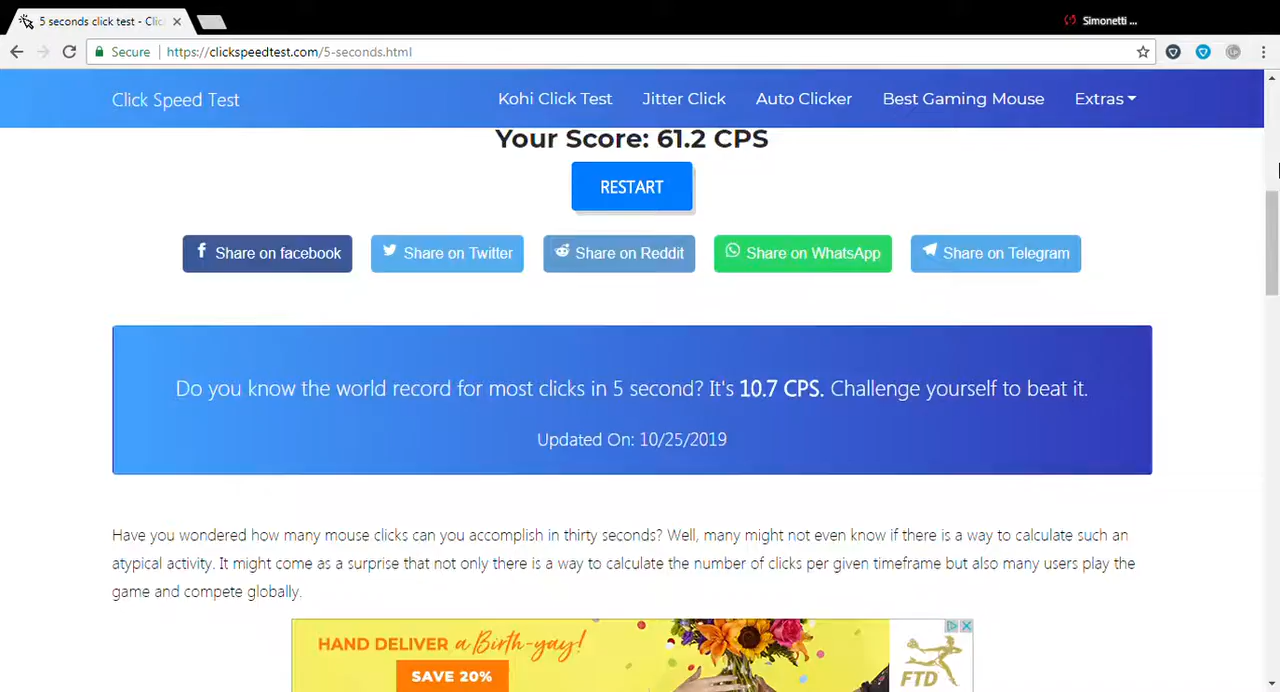 5 seconds click test - Clic
Simonetti ...
Secure
https://clickspeedtest.com/5-seconds.html
Click Speed Test
Kohi Click Test
Jitter Click
Auto Clicker
Best Gaming Mouse
Extras
Your Score: 61.2 CPS
RESTART
Share on facebook
Share on Twitter
Share on Reddit
Share on WhatsApp
Share on Telegram
Do you know the world record for most clicks in 5 second? It's 10.7 CPS. Challenge yourself to beat it.
Updated On: 10/25/2019
Have you wondered how many mouse clicks can you accomplish in thirty seconds? Well, many might not even know if there is a way to calculate such an
atypical activity. It might come as a surprise that not only there is a way to calculate the number of clicks per given timeframe but also many users play the
game and compete globally.
HAND DELIVER a Birth-yay!
SAVE 20%
FTD